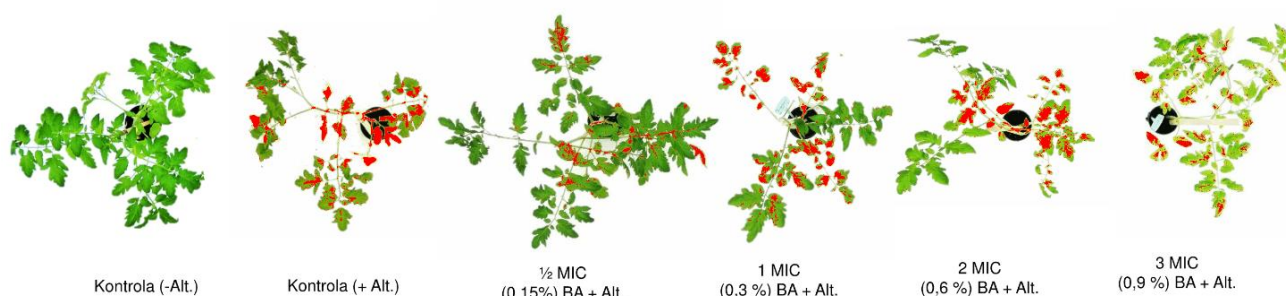 Kontrola (-Alt.)
Kontrola (+ Alt.)
½ MIC
(0,15%) BA + Alt.
1 MIC
(0.3 %) BA + Alt.
2 MIC
(0,6 %) BA + Alt.
3 MIC
(0,9 %) BA + Alt.